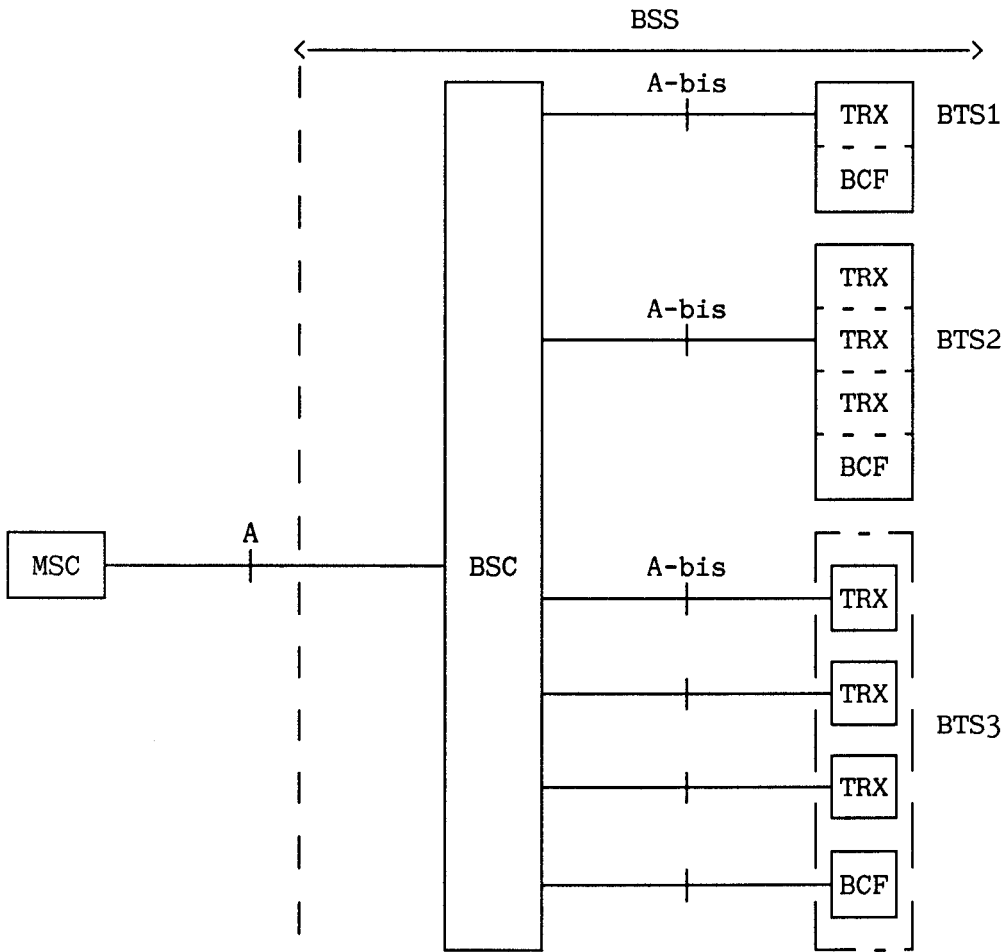 BSS
A-bis
TRX
BTS1
BCF
TRX
A-bis
TRX
BTS2
TRX
BCF
A
MSC
BSC
A-bis
TRX
TRX
BTS3
TRX
BCF